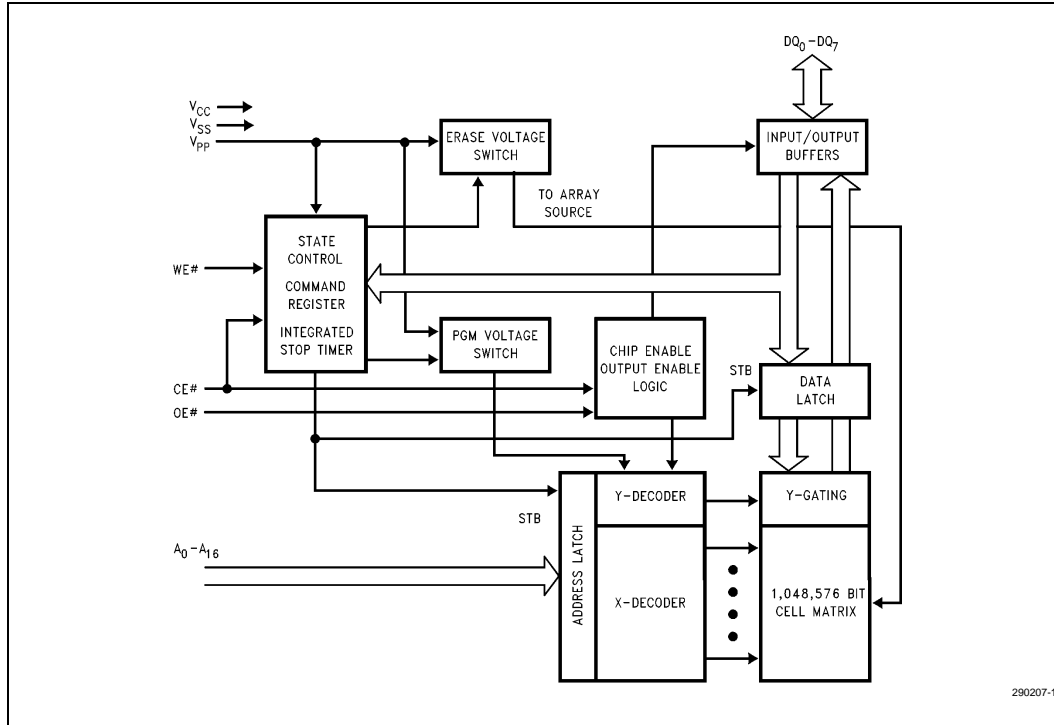 DQ0-DQ7
VCC
VSS
VPP
ERASE VOLTAGE
SWITCH
INPUT/OUTPUT
BUFFERS
TO ARRAY
SOURCE
STATE
CONTROL
COMMAND
REGISTER
INTEGRATED
STOP TIMER
WE#
PGM VOLTAGE
SWITCH
CHIP ENABLE
OUTPUT ENABLE
LOGIC
STB
DATA
LATCH
CE#
OE#
STB
ADDRESS LATCH
Y-DECODER
Y-GATING
A0-A16
X-DECODER
1,048,576 BIT
CELL MATRIX
290207-1